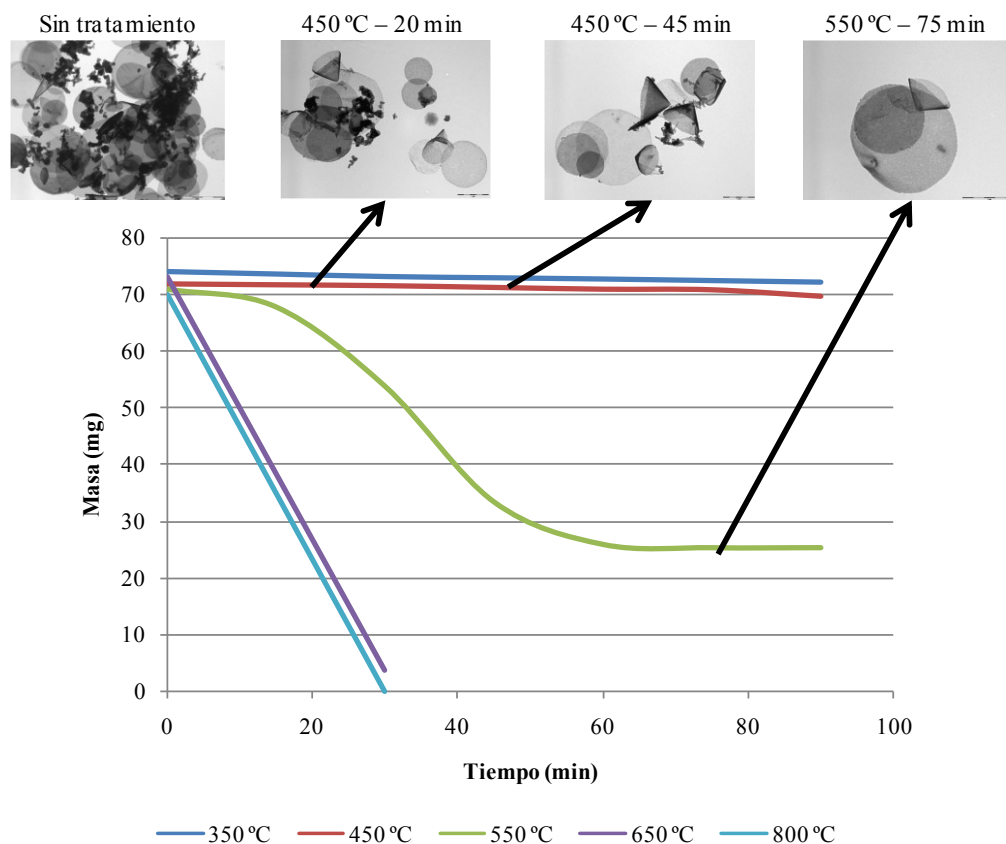 Sin tratamiento
450 ºC – 20 min
450 ºC – 45 min
550 ºC – 75 min
80
70
60
50
40
30
20
10
0
Masa (mg)
0 20 40 60 80 100
Tiempo (min)
350 ºC 450 ºC 550 ºC 650 ºC 800 ºC